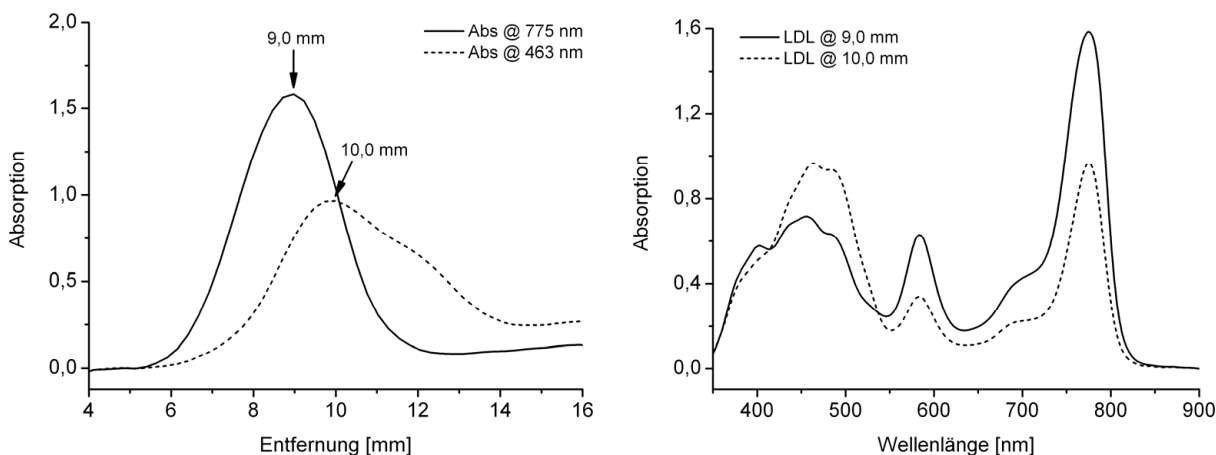 2,0
1,5
1,0
0,5
0,0
Absorption
9,0 mm
10,0 mm
Abs @ 775 nm
Abs @ 463 nm
4 6 8 10 12 14 16
Entfernung [mm]
1,6
1,2
0,8
0,4
0,0
Absorption
LDL @ 9,0 mm
LDL @ 10,0 mm
400 500 600 700 800 900
Wellenlänge [nm]